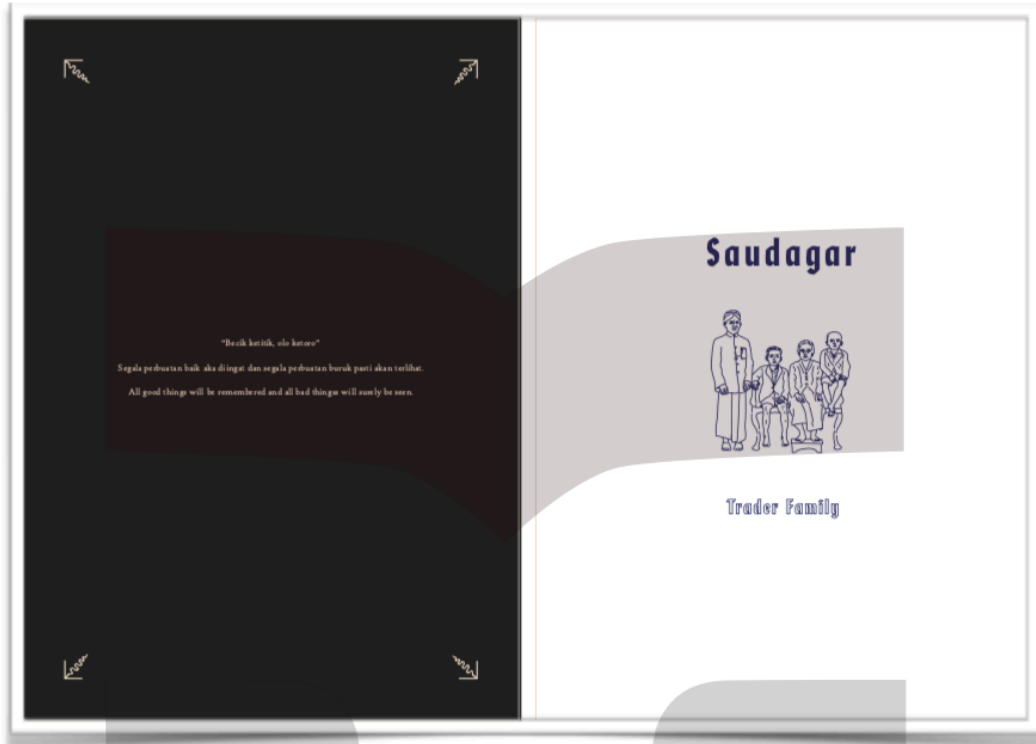 "Becik ketitik, olo ketoro"
Segala perbuatan baik aka diingat dan segala perbuatan buruk pasti akan terlihat.
All good things will be remembered and all bad things will surely be seen.
Saudagar
Trader Family